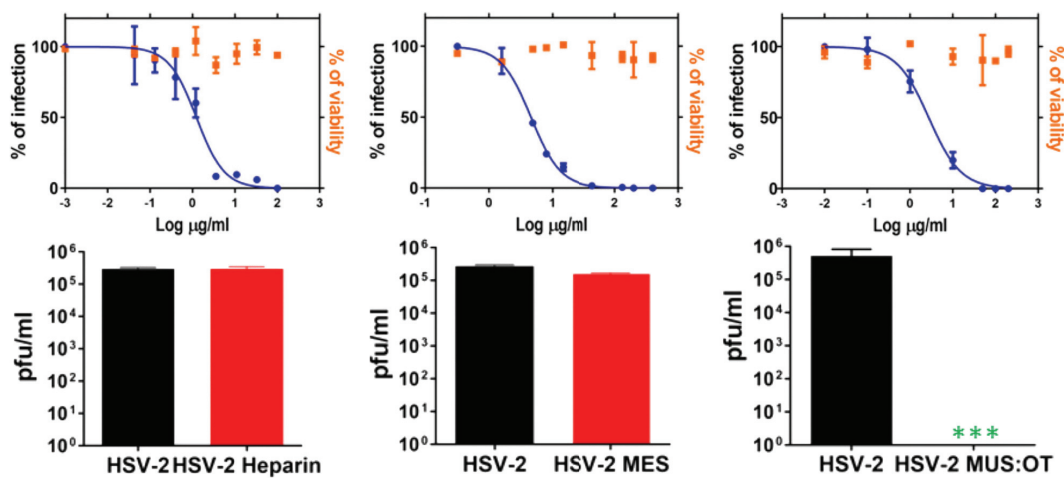 % of infection
100
50
0
-3 -2 -1 0 1 2 3
Log μg/ml
% of viability
% of infection
100
50
0
-1 0 1 2 3
Log μg/ml
% of viability
% of infection
100
50
0
-3 -2 -1 0 1 2 3
Log μg/ml
% of viability
pfu/ml
10⁶
10⁵
10⁴
10³
10²
10¹
10⁰
HSV-2 HSV-2 Heparin
pfu/ml
10⁶
10⁵
10⁴
10³
10²
10¹
10⁰
HSV-2 HSV-2 MES
pfu/ml
10⁶
10⁵
10⁴
10³
10²
10¹
10⁰
***
HSV-2 HSV-2 MUS:OT